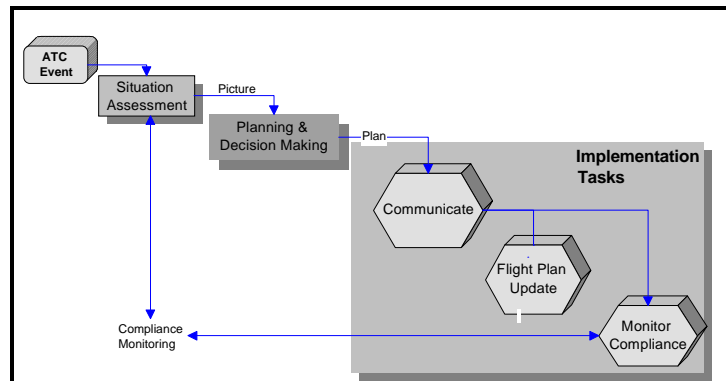 ATC
Event
Situation
Assessment
Picture
Planning &
Decision Making
Plan
Implementation
Tasks
Communicate
Flight Plan
Update
Compliance
Monitoring
Monitor
Compliance